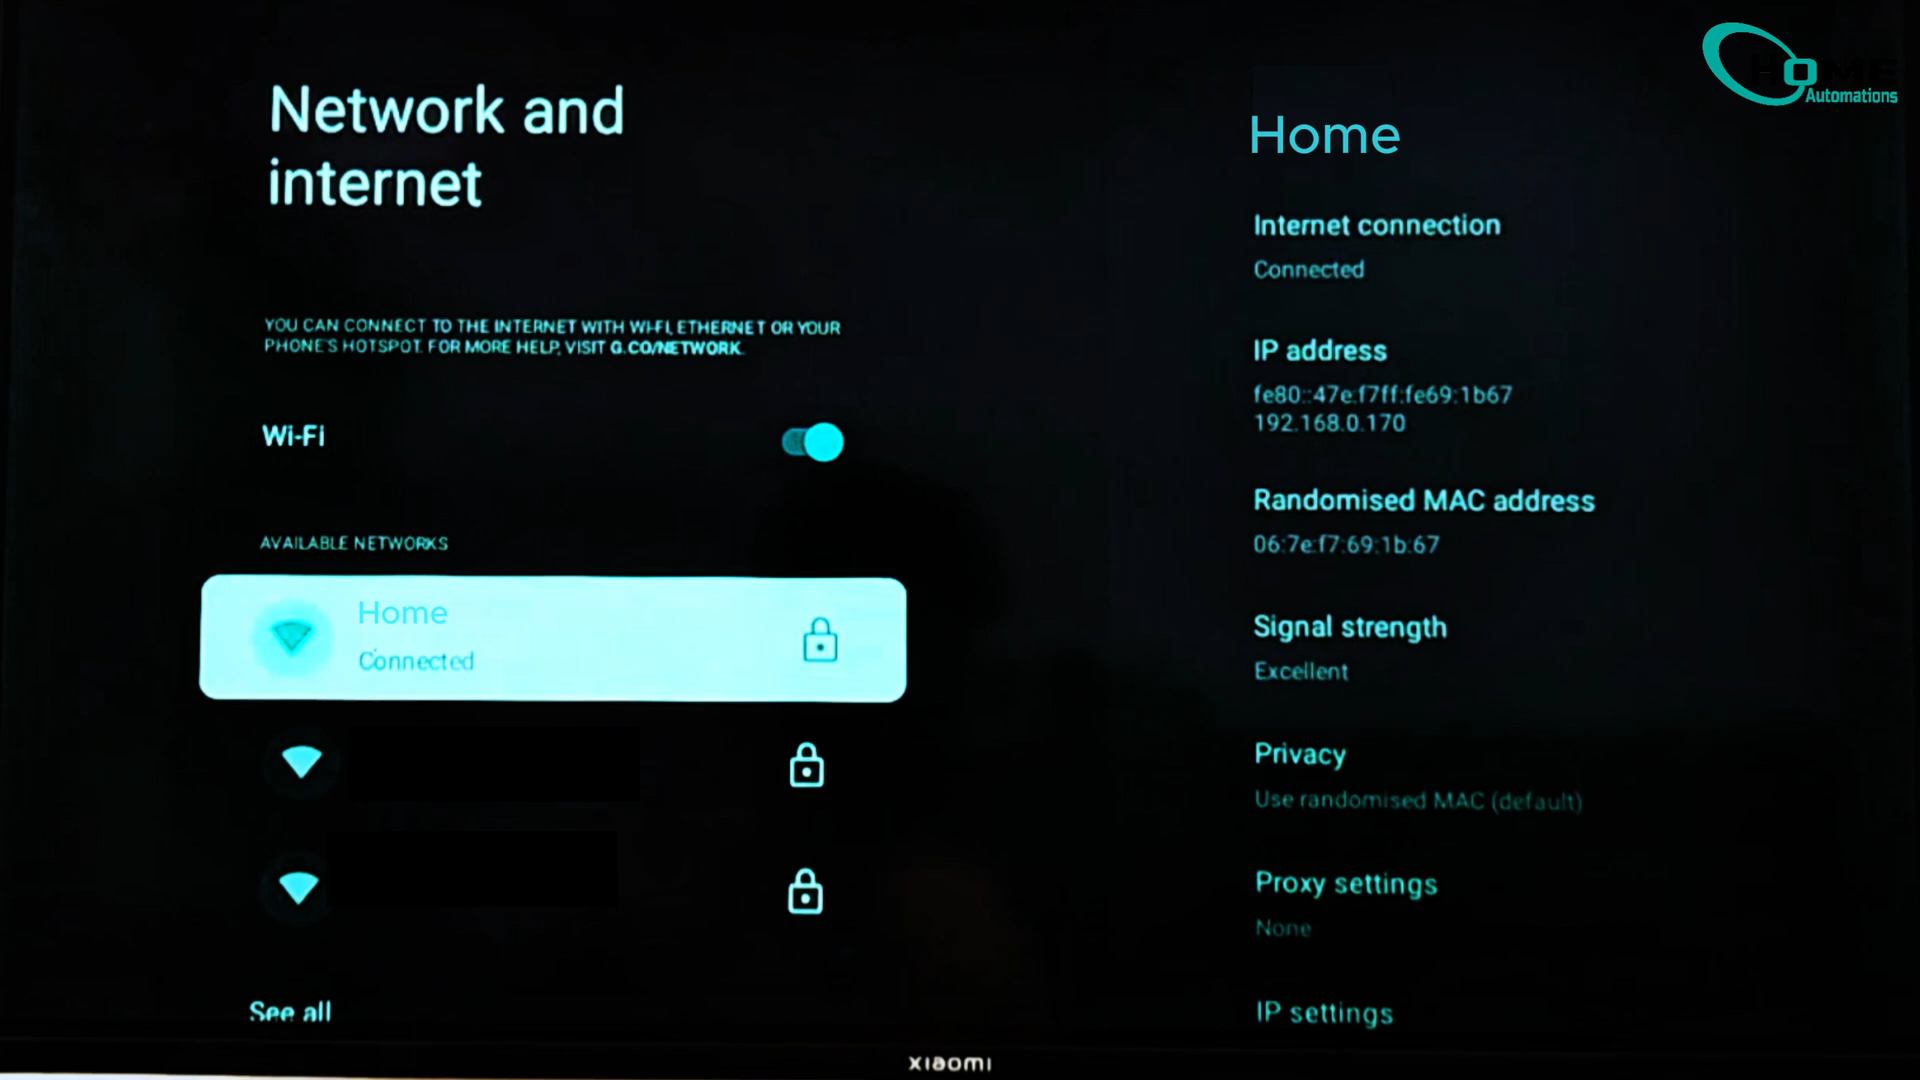 Network and
internet
YOU CAN CONNECT TO THE INTERNET WITH WI-FI, ETHERNET OR YOUR
PHONE'S HOTSPOT. FOR MORE HELP, VISIT G.CO/NETWORK.
Wi-Fi
AVAILABLE NETWORKS
Home
Connected
See all
HOME
Automations
Home
Internet connection
Connected
IP address
fe80::47e:f7ff:fe69:1b67
192.168.0.170
Randomised MAC address
06:7e:f7:69:1b:67
Signal strength
Excellent
Privacy
Use randomised MAC (default)
Proxy settings
None
IP settings
xiaomi